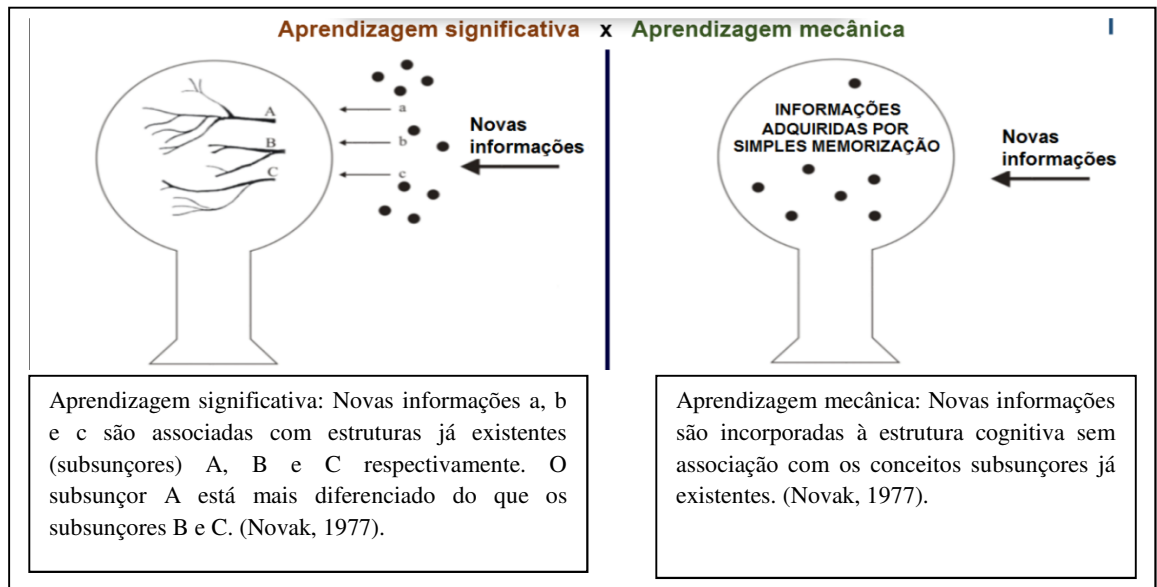 Aprendizagem significativa x Aprendizagem mecânica
A
B
C
a
b
c
Novas
informações
INFORMAÇÕES
ADQUIRIDAS POR
SIMPLES MEMORIZAÇÃO
Novas
informações
Aprendizagem significativa: Novas informações a, b
e c são associadas com estruturas já existentes
(subsunçores) A, B e C respectivamente. O
subsunçor A está mais diferenciado do que os
subsunçores B e C. (Novak, 1977).
Aprendizagem mecânica: Novas informações
são incorporadas à estrutura cognitiva sem
associação com os conceitos subsunçores já
existentes. (Novak, 1977).